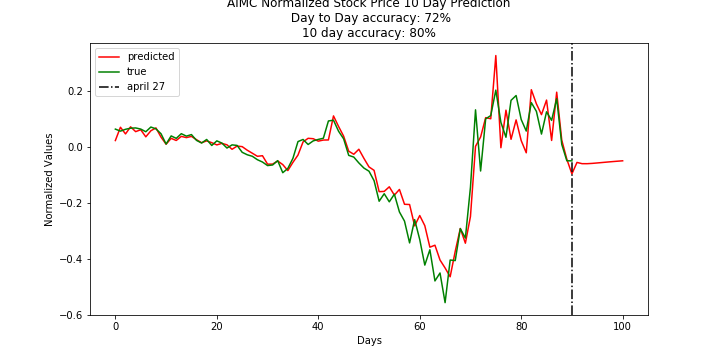 AIMC Normalized Stock Price 10 Day Prediction
Day to Day accuracy: 72%
10 day accuracy: 80%
predicted
true
april 27
Normalized Values
0.2
0.0
−0.2
−0.4
−0.6
0
20
40
60
80
100
Days